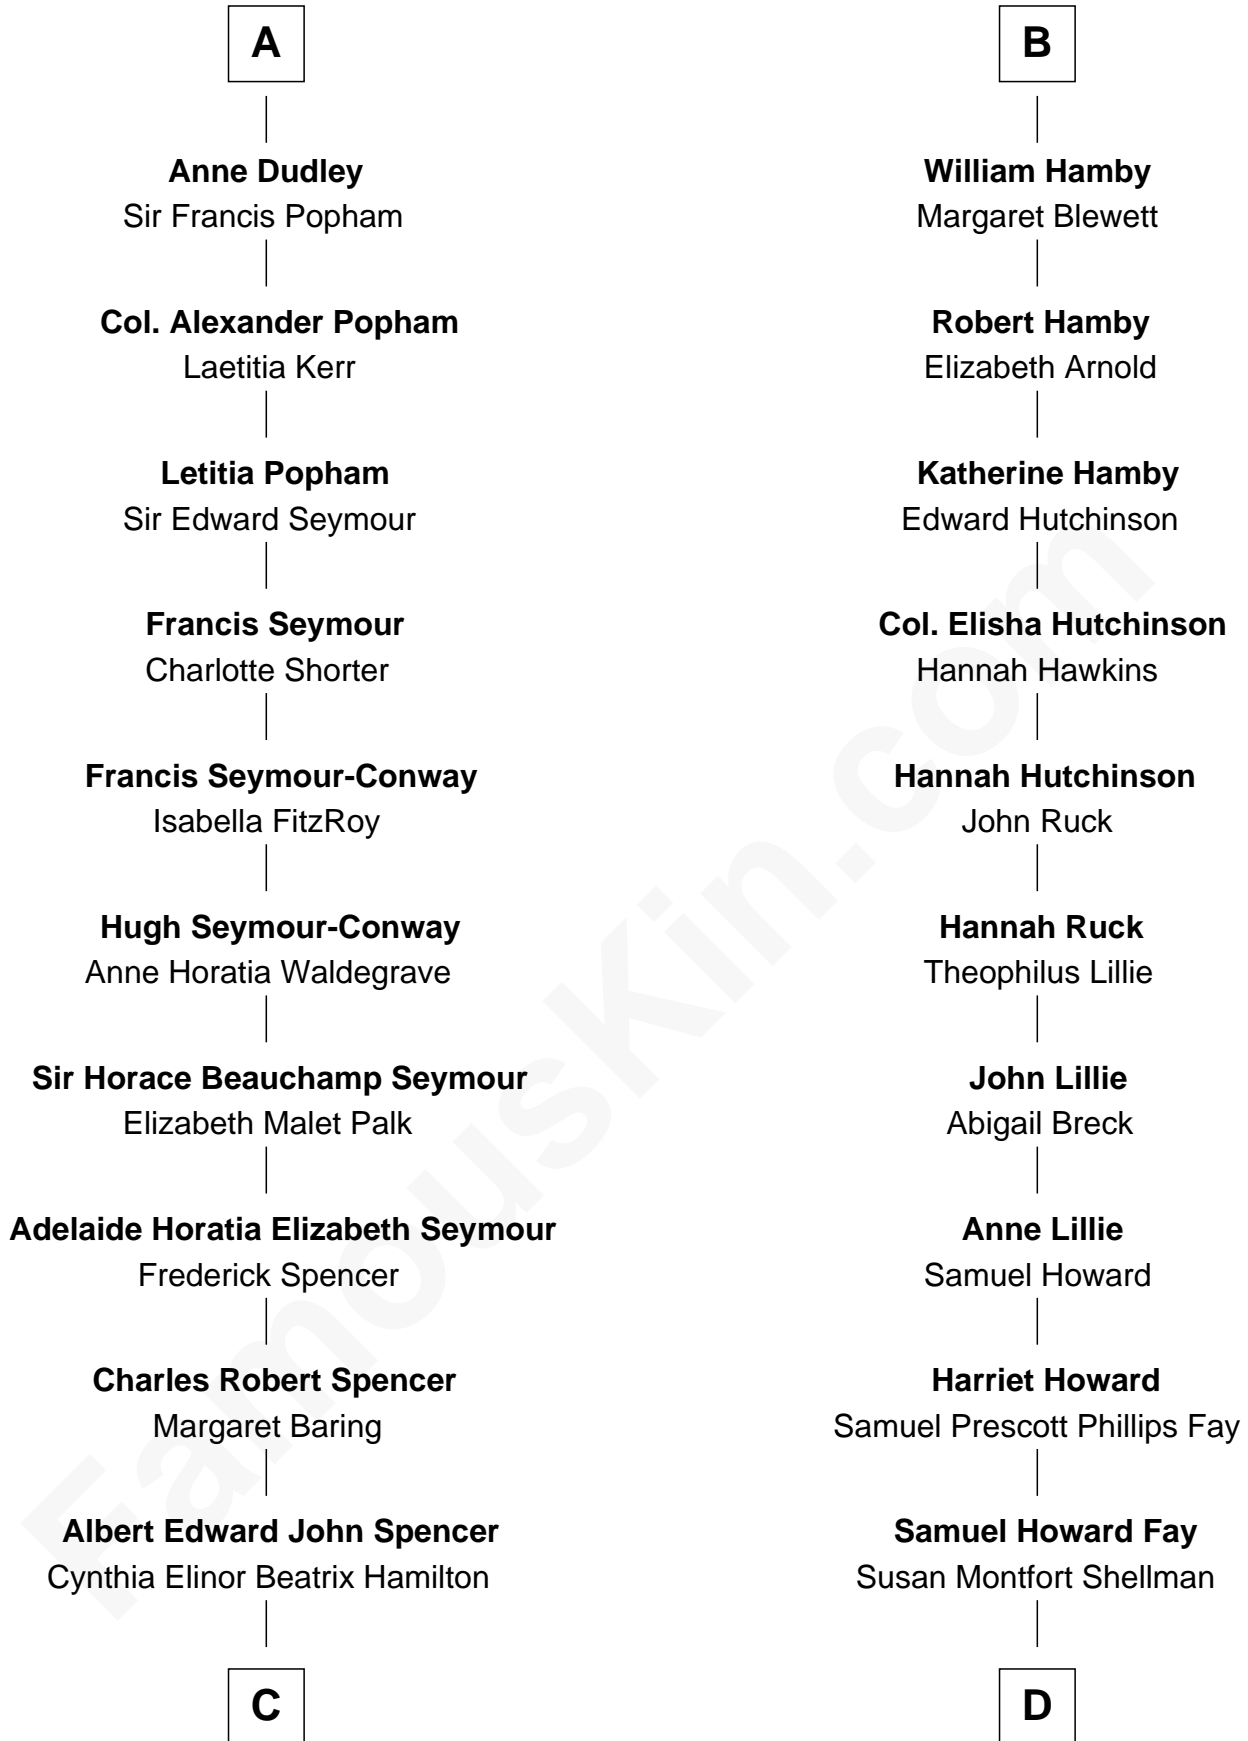 A
Anne Dudley
Sir Francis Popham
Col. Alexander Popham
Laetitia Kerr
Letitia Popham
Sir Edward Seymour
Francis Seymour
Charlotte Shorter
Francis Seymour-Conway
Isabella FitzRoy
Hugh Seymour-Conway
Anne Horatia Waldegrave
Sir Horace Beauchamp Seymour
Elizabeth Malet Palk
Adelaide Horatia Elizabeth Seymour
Frederick Spencer
Charles Robert Spencer
Margaret Baring
Albert Edward John Spencer
Cynthia Elinor Beatrix Hamilton
C
B
William Hamby
Margaret Blewett
Robert Hamby
Elizabeth Arnold
Katherine Hamby
Edward Hutchinson
Col. Elisha Hutchinson
Hannah Hawkins
Hannah Hutchinson
John Ruck
Hannah Ruck
Theophilus Lillie
John Lillie
Abigail Breck
Anne Lillie
Samuel Howard
Harriet Howard
Samuel Prescott Phillips Fay
Samuel Howard Fay
Susan Montfort Shellman
D
FamousKin.com